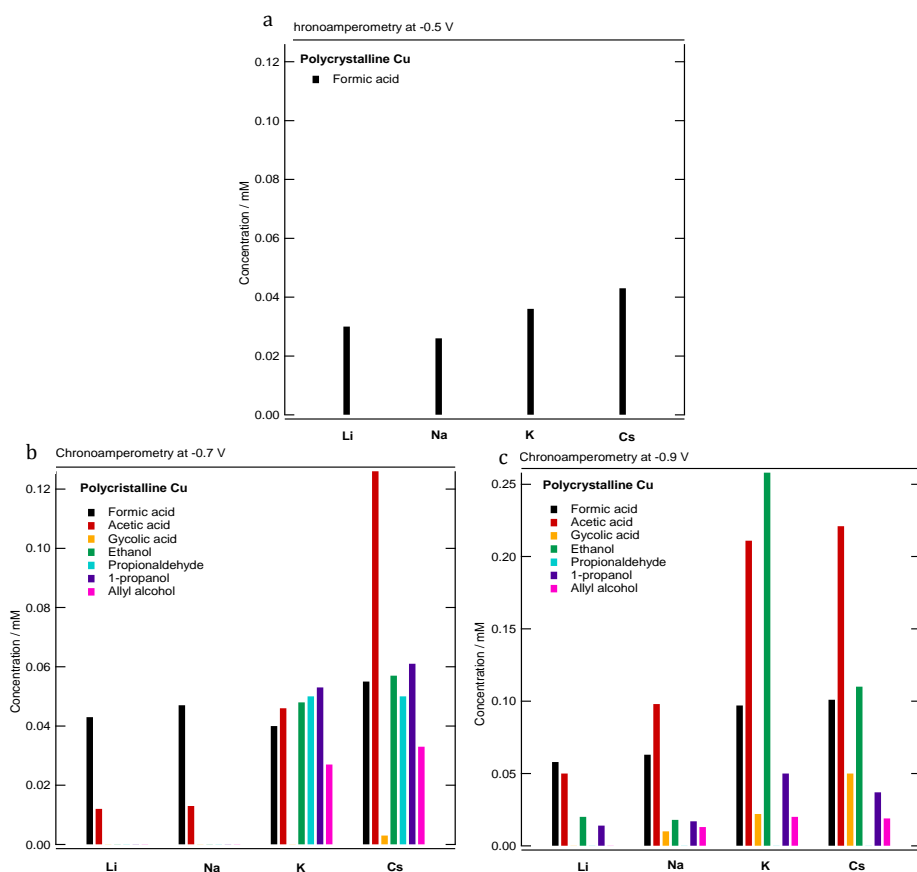 a
hronoamperometry at -0.5 V
Polycrystalline Cu
Formic acid
Concentration / mM
0.12
0.10
0.08
0.06
0.04
0.02
0.00
Li Na K Cs
b
Chronoamperometry at -0.7 V
Polycristalline Cu
Formic acid
Acetic acid
Gycolic acid
Ethanol
Propionaldehyde
1-propanol
Allyl alcohol
Concentration / mM
0.12
0.10
0.08
0.06
0.04
0.02
0.00
Li Na K Cs
c
Chronoamperometry at -0.9 V
Polycrystalline Cu
Formic acid
Acetic acid
Gycolic acid
Ethanol
Propionaldehyde
1-propanol
Allyl alcohol
Concentration / mM
0.25
0.20
0.15
0.10
0.05
0.00
Li Na K Cs